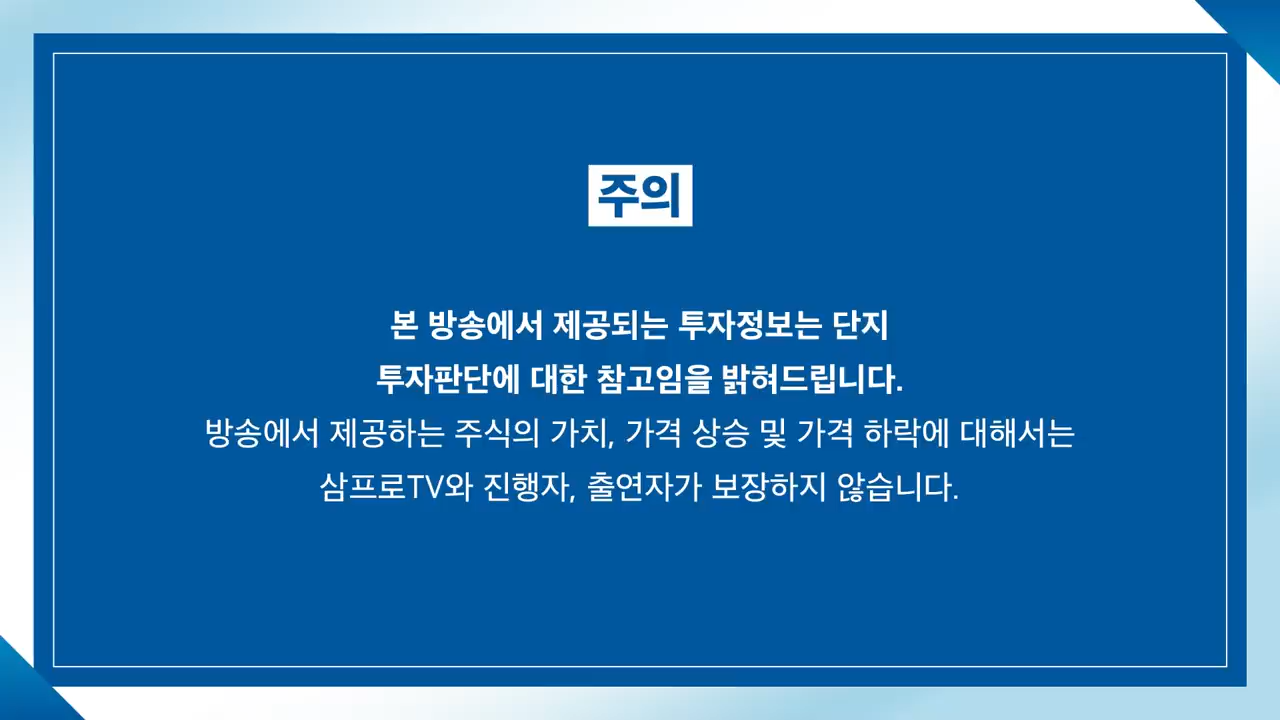 주의
본 방송에서 제공되는 투자정보는 단지
투자판단에 대한 참고임을 밝혀드립니다.
방송에서 제공하는 주식의 가치, 가격 상승 및 가격 하락에 대해서는
삼프로TV와 진행자, 출연자가 보장하지 않습니다.